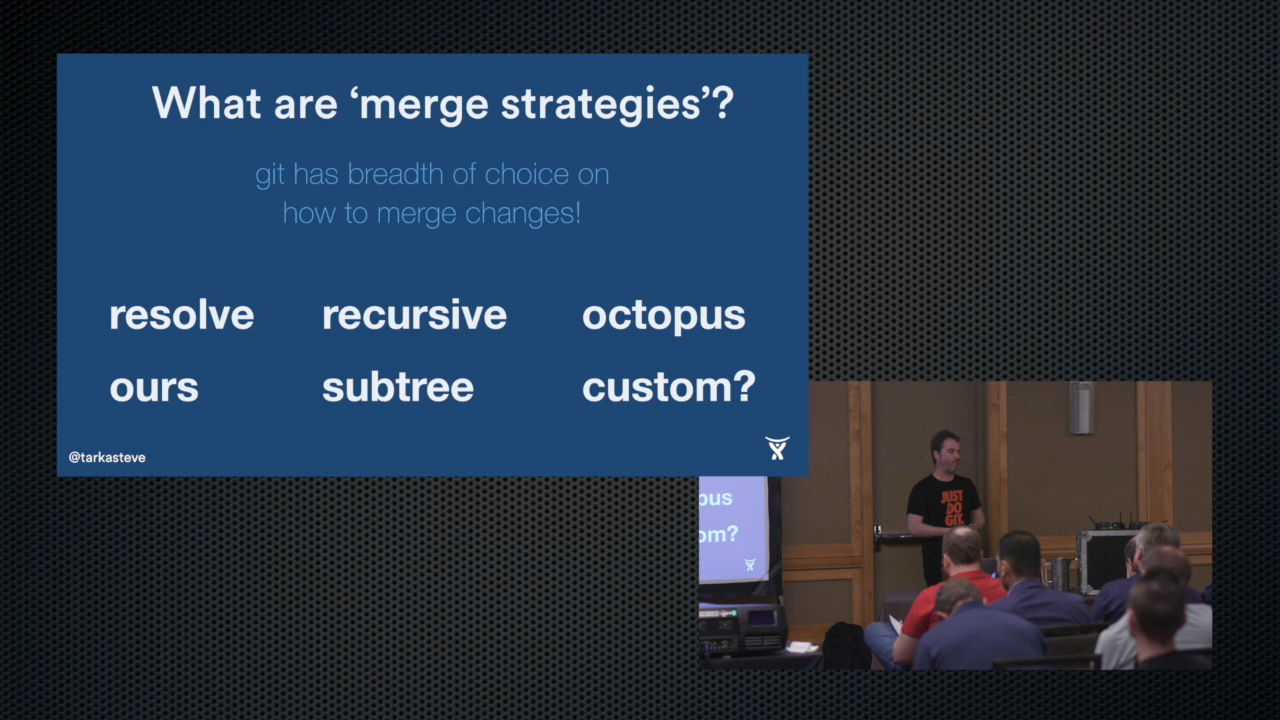 What are ‘merge strategies’?
git has breadth of choice on
how to merge changes!
resolve recursive octopus
ours subtree custom?
@tarkasteve
pus
om?
JUST
DO
GIT